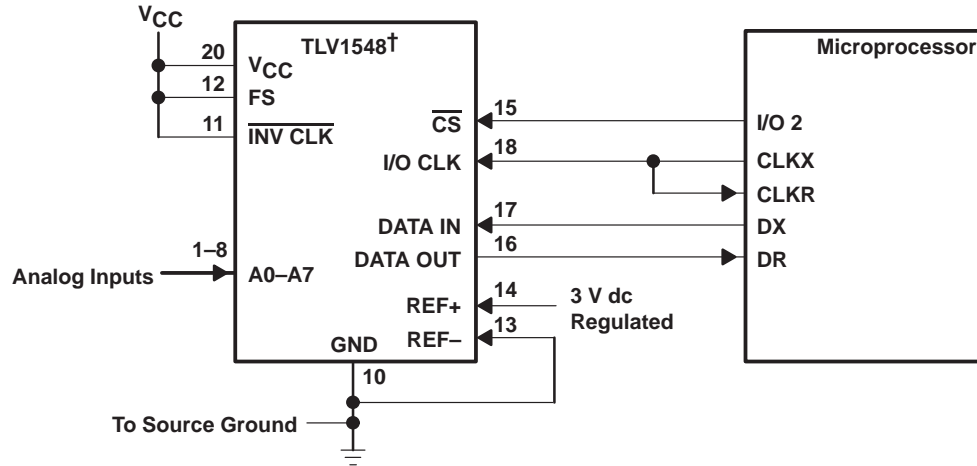 VCC
TLV1548†
Microprocessor
20
VCC
12
FS
11
INV CLK
CS
15
I/O 2
I/O CLK
18
CLKX
CLKR
DATA IN
17
DX
DATA OUT
16
DR
Analog Inputs
1–8
A0–A7
REF+
14
3 V dc
Regulated
REF–
13
GND
10
To Source Ground